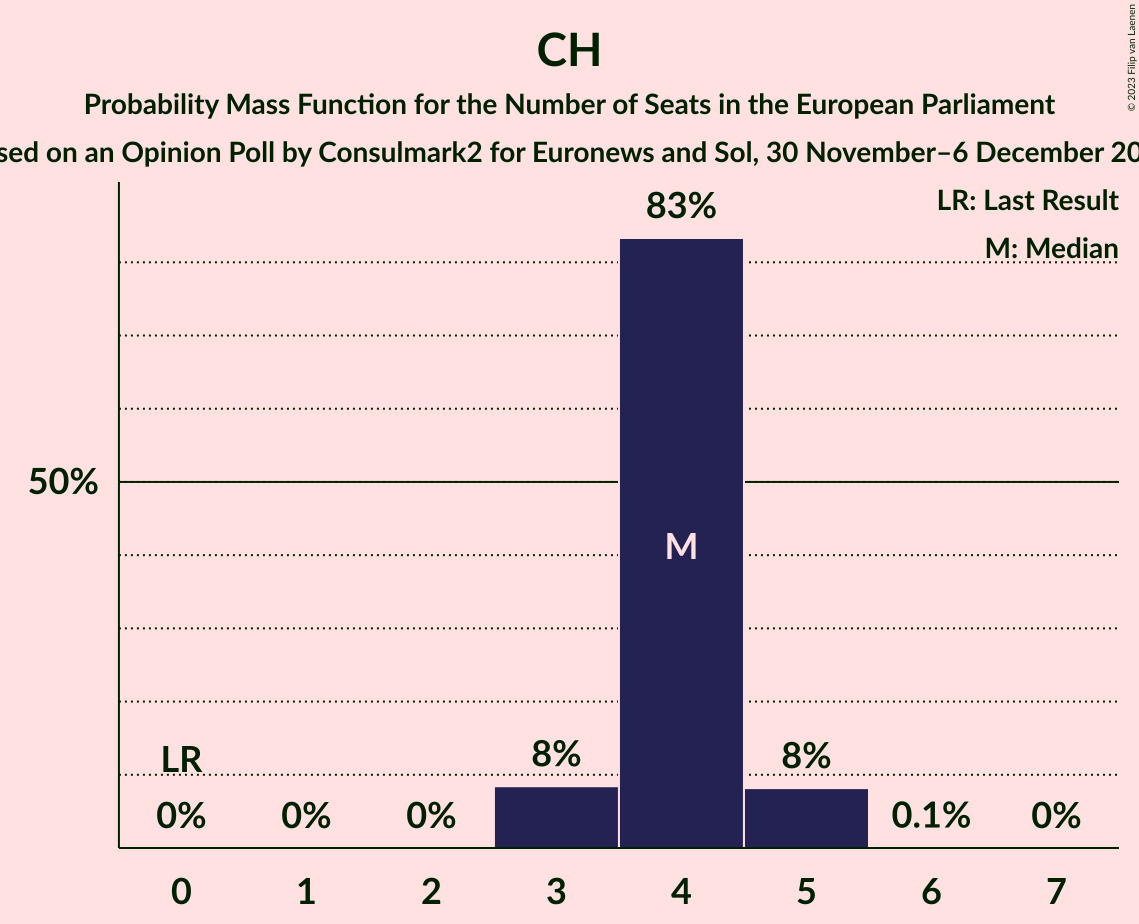 CH
Probability Mass Function for the Number of Seats in the European Parliament
sed on an Opinion Poll by Consulmark2 for Euronews and Sol, 30 November–6 December 20
© 2023 Filip van Laenen
LR: Last Result
M: Median
83%
50%
M
LR
8%
8%
0%
0%
0%
0.1%
0%
0 1 2 3 4 5 6 7